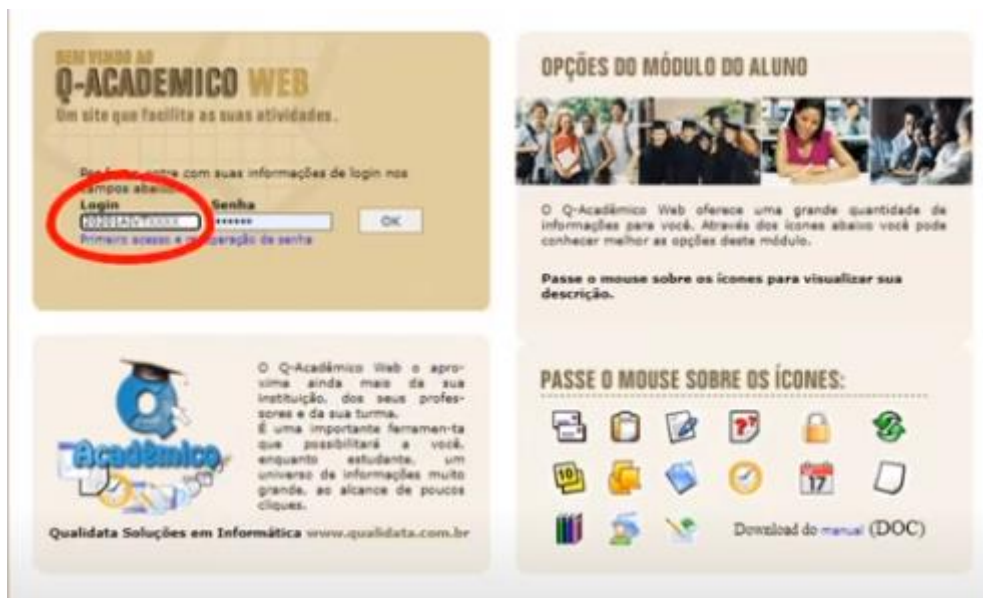 BEM VINDO AO
Q-ACADEMICO WEB
Um site que facilita as suas atividades.
Por favor, entre com suas informações de login nos
campos abaixo
Login Senha
OK
Primeiro acesso e recuperação de senha
OPÇÕES DO MÓDULO DO ALUNO
O Q-Acadêmico Web oferece uma grande quantidade de
informações para você. Através dos ícones abaixo você pode
conhecer melhor as opções deste módulo.
Passe o mouse sobre os ícones para visualizar sua
descrição.
Q
Acadêmico
O Q-Acadêmico Web o apro-
xima ainda mais da sua
instituição, dos seus profes-
sores e da sua turma.
É uma importante ferramen-ta
que possibilitará a você,
enquanto estudante, um
universo de informações muito
grande, ao alcance de poucos
cliques.
Qualidata Soluções em Informática www.qualidata.com.br
PASSE O MOUSE SOBRE OS ÍCONES:
??
10
17
Download do manual (DOC)